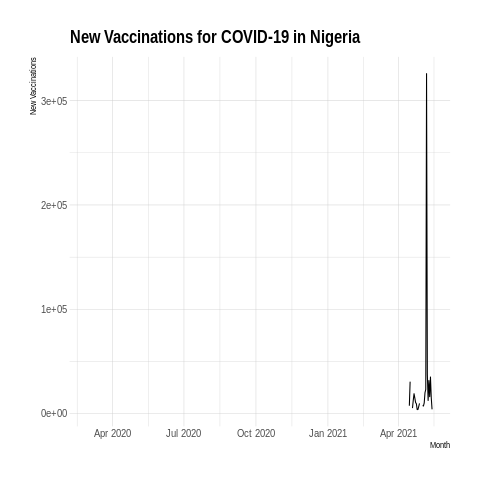 New Vaccinations for COVID-19 in Nigeria
New Vaccinations
3e+05
2e+05
1e+05
0e+00
Apr 2020 Jul 2020 Oct 2020 Jan 2021 Apr 2021
Month